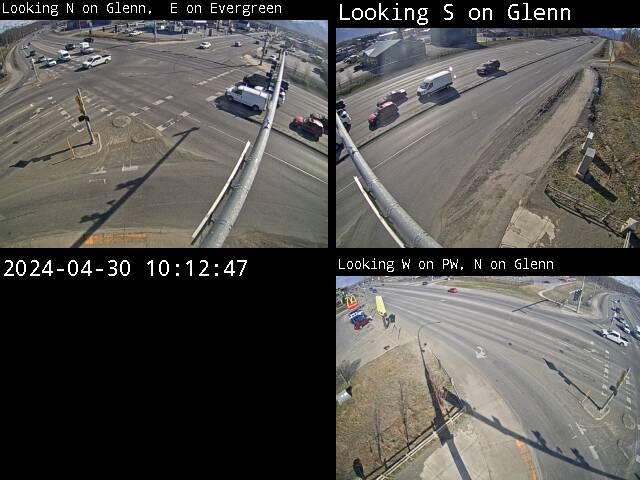 Looking N on Glenn,  E on Evergreen
Looking S on Glenn
2024-04-30 10:12:47
Looking W on PW, N on Glenn